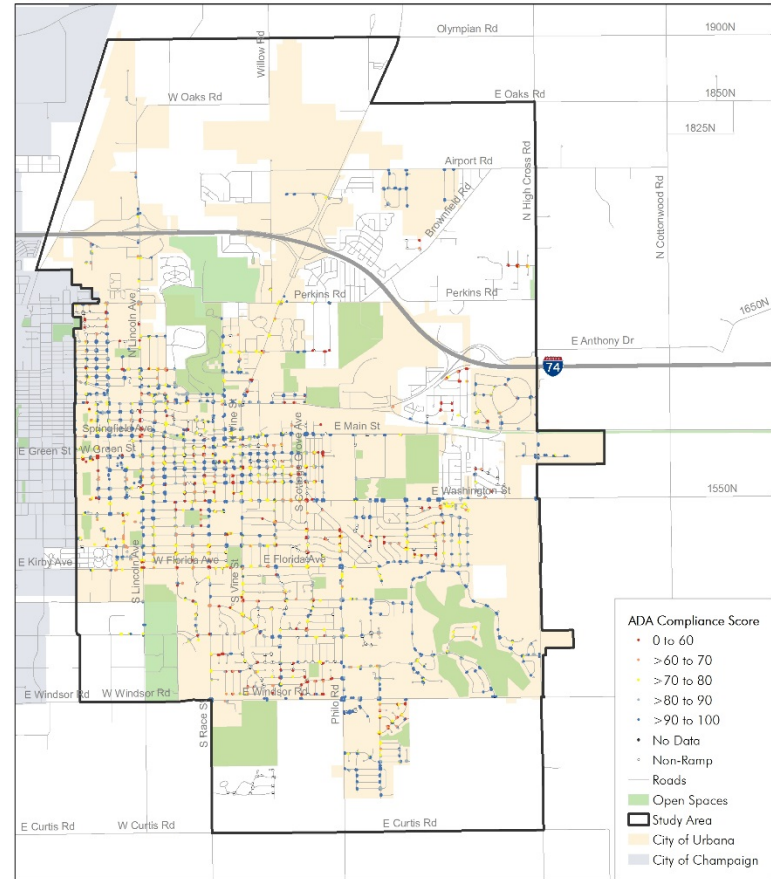 Olympian Rd
1900N
Willow Rd
W Oaks Rd
E Oaks Rd
1850N
1825N
Airport Rd
Brownfield Rd
N High Cross Rd
N Cottonwood Rd
Perkins Rd
Perkins Rd
1650N
N Lincoln Ave
E Anthony Dr
74
N Vine St
Springfield Ave
E Main St
E Green St
W Green St
S Cottage Grove Ave
E Washington St
1550N
E Kirby Ave
W Florida Ave
E Florida Ave
S Lincoln Ave
S Vine St
E Windsor Rd
W Windsor Rd
E Windsor Rd
S Race St
Philo Rd
E Curtis Rd
W Curtis Rd
E Curtis Rd
ADA Compliance Score
0 to 60
>60 to 70
>70 to 80
>80 to 90
>90 to 100
No Data
Non-Ramp
Roads
Open Spaces
Study Area
City of Urbana
City of Champaign